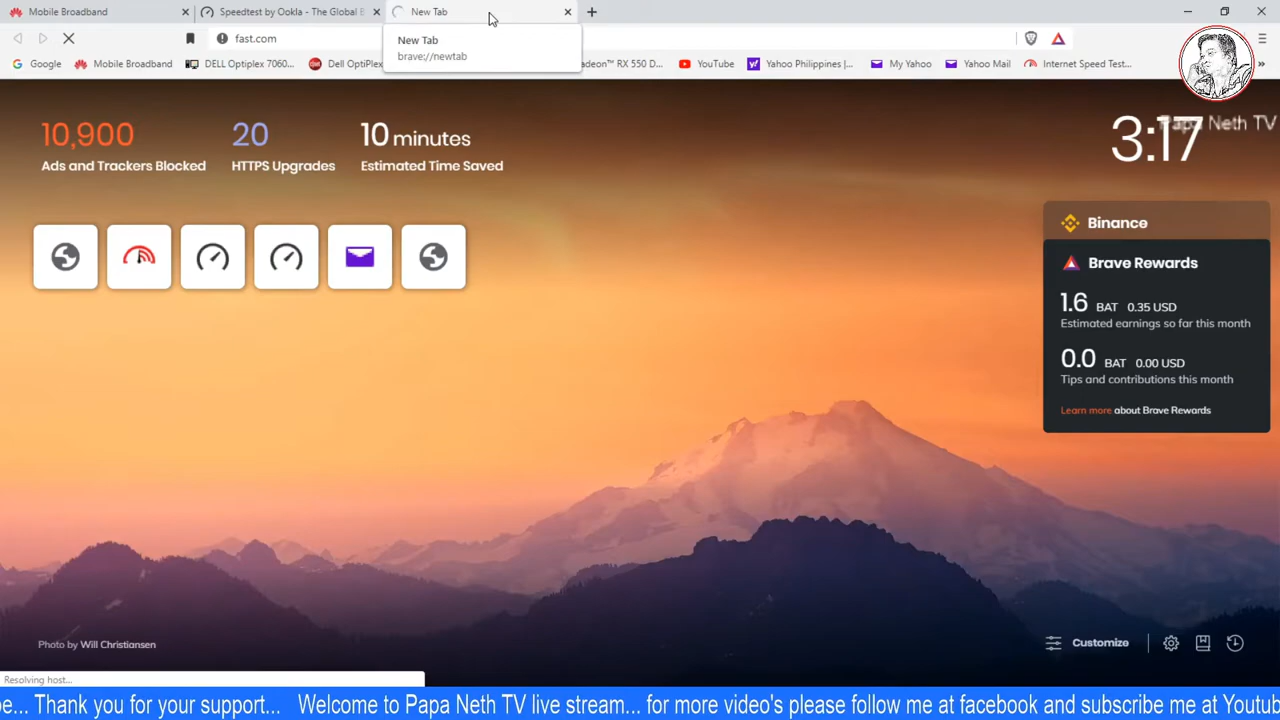 Mobile Broadband
Speedtest by Ookla - The Global B
New Tab
fast.com
New Tab
brave://newtab
Google
Mobile Broadband
DELL Optiplex 7060...
Dell OptiPlex
adeon™ RX 550 D...
YouTube
Yahoo Philippines |...
My Yahoo
Yahoo Mail
Internet Speed Test...
10,900
Ads and Trackers Blocked
20
HTTPS Upgrades
10 minutes
Estimated Time Saved
3:17
Papa Neth TV
Binance
Brave Rewards
1.6 BAT 0.35 USD
Estimated earnings so far this month
0.0 BAT 0.00 USD
Tips and contributions this month
Learn more about Brave Rewards
Photo by Will Christiansen
Customize
Resolving host...
be... Thank you for your support... Welcome to Papa Neth TV live stream... for more video's please follow me at facebook and subscribe me at Youtub